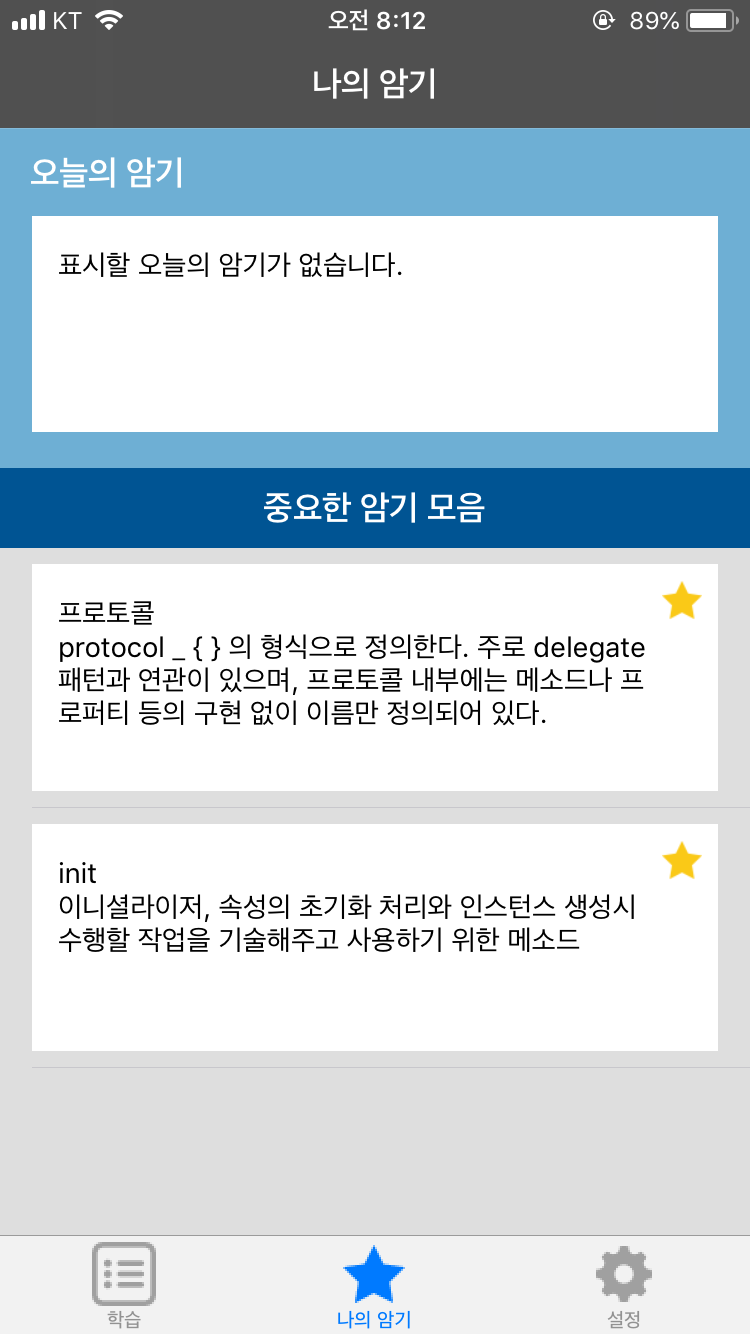 KT 오전 8:12 89%
나의 암기
오늘의 암기
표시할 오늘의 암기가 없습니다.
중요한 암기 모음
프로토콜
protocol _ { } 의 형식으로 정의한다. 주로 delegate
패턴과 연관이 있으며, 프로토콜 내부에는 메소드나 프
로퍼티 등의 구현 없이 이름만 정의되어 있다.
init
이니셜라이저, 속성의 초기화 처리와 인스턴스 생성시
수행할 작업을 기술해주고 사용하기 위한 메소드
학습 나의 암기 설정